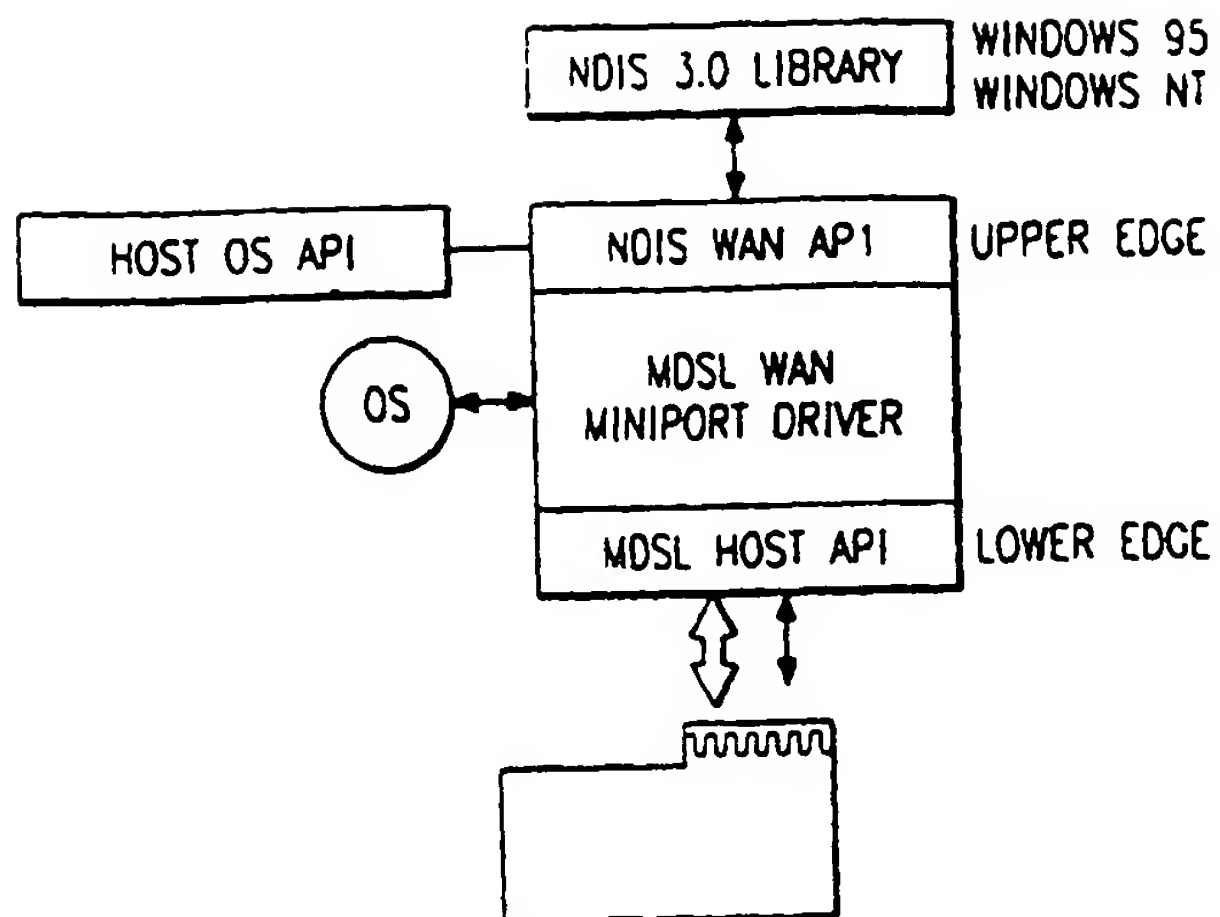 NDIS 3.0 LIBRARY
WINDOWS 95
WINDOWS NT
HOST OS API
NDIS WAN AP1
UPPER EDGE
OS
MDSL WAN
MINIPORT DRIVER
MDSL HOST API
LOWER EDGE